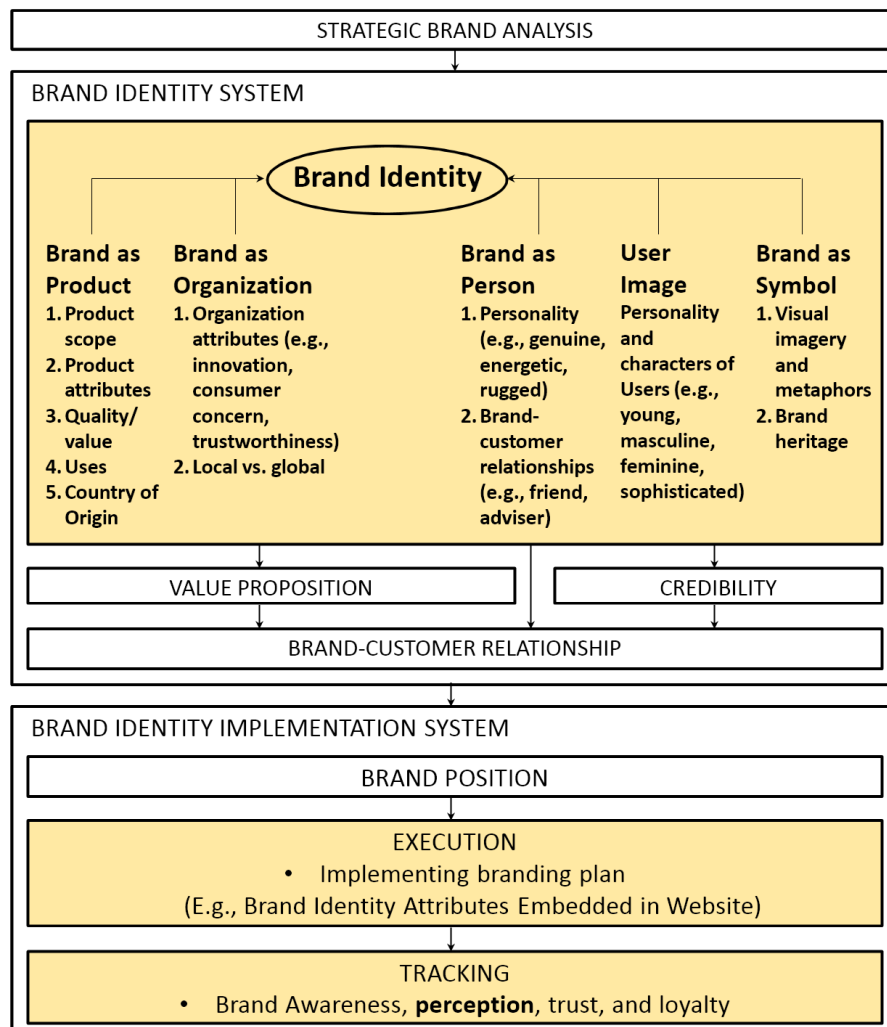 STRATEGIC BRAND ANALYSIS
BRAND IDENTITY SYSTEM
Brand Identity
Brand as
Product
1. Product
scope
2. Product
attributes
3. Quality/
value
4. Uses
5. Country of
Origin
Brand as
Organization
1. Organization
attributes (e.g.,
innovation,
consumer
concern,
trustworthiness)
2. Local vs. global
Brand as
Person
1. Personality
(e.g., genuine,
energetic,
rugged)
2. Brand-
customer
relationships
(e.g., friend,
adviser)
User
Image
Personality
and
characters of
Users (e.g.,
young,
masculine,
feminine,
sophisticated)
Brand as
Symbol
1. Visual
imagery
and
metaphors
2. Brand
heritage
VALUE PROPOSITION
CREDIBILITY
BRAND-CUSTOMER RELATIONSHIP
BRAND IDENTITY IMPLEMENTATION SYSTEM
BRAND POSITION
EXECUTION
• Implementing branding plan
(E.g., Brand Identity Attributes Embedded in Website)
TRACKING
• Brand Awareness, perception, trust, and loyalty